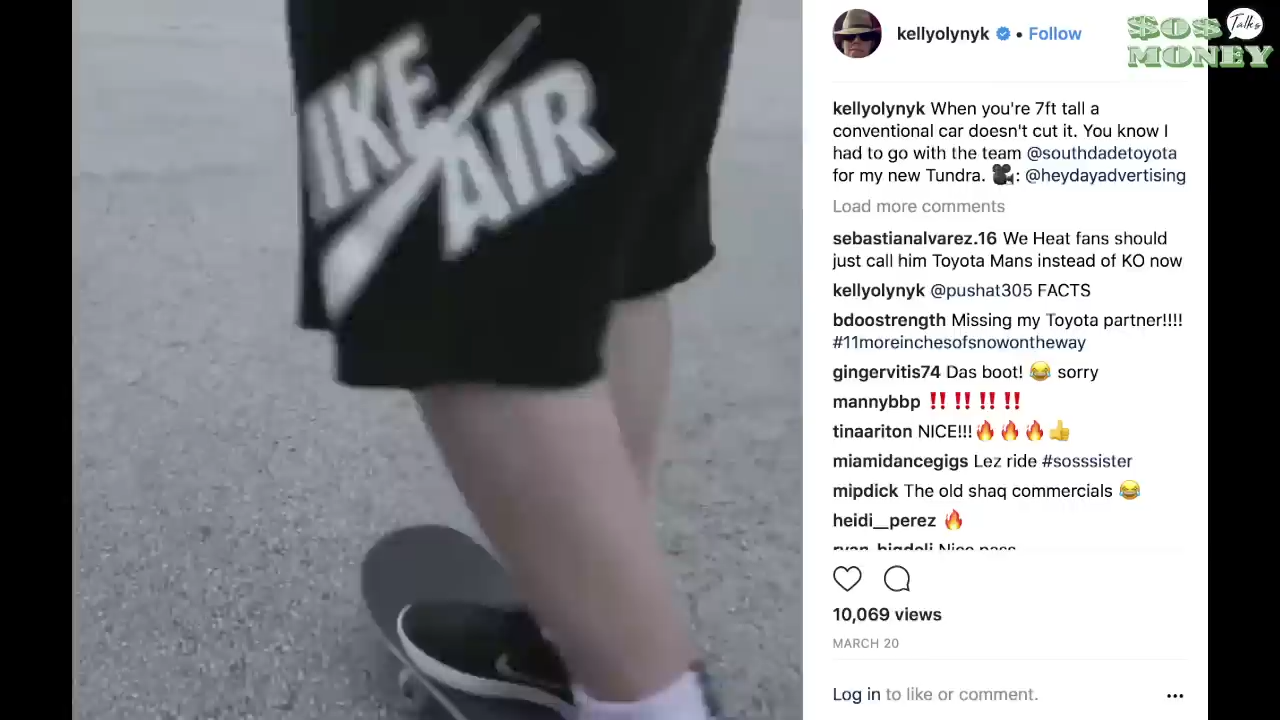 IKE
AIR
$O$
Talks
MONEY
kellyolynyk • Follow
kellyolynyk When you're 7ft tall a
conventional car doesn't cut it. You know I
had to go with the team @southdadetoyota
for my new Tundra. 🎥: @heydayadvertising
Load more comments
sebastianalvarez.16 We Heat fans should
just call him Toyota Mans instead of KO now
kellyolynyk @pushat305 FACTS
bdoostrength Missing my Toyota partner!!!!
#11moreinchesofsnowontheway
gingervitis74 Das boot! 😂 sorry
mannybbp ‼️ ‼️ ‼️ ‼️
tinaariton NICE!!!🔥🔥🔥👍
miamidancegigs Lez ride #sosssister
mipdick The old shaq commercials 😂
heidi__perez 🔥
ryan_bigdeli Nice pass
10,069 views
MARCH 20
Log in to like or comment.